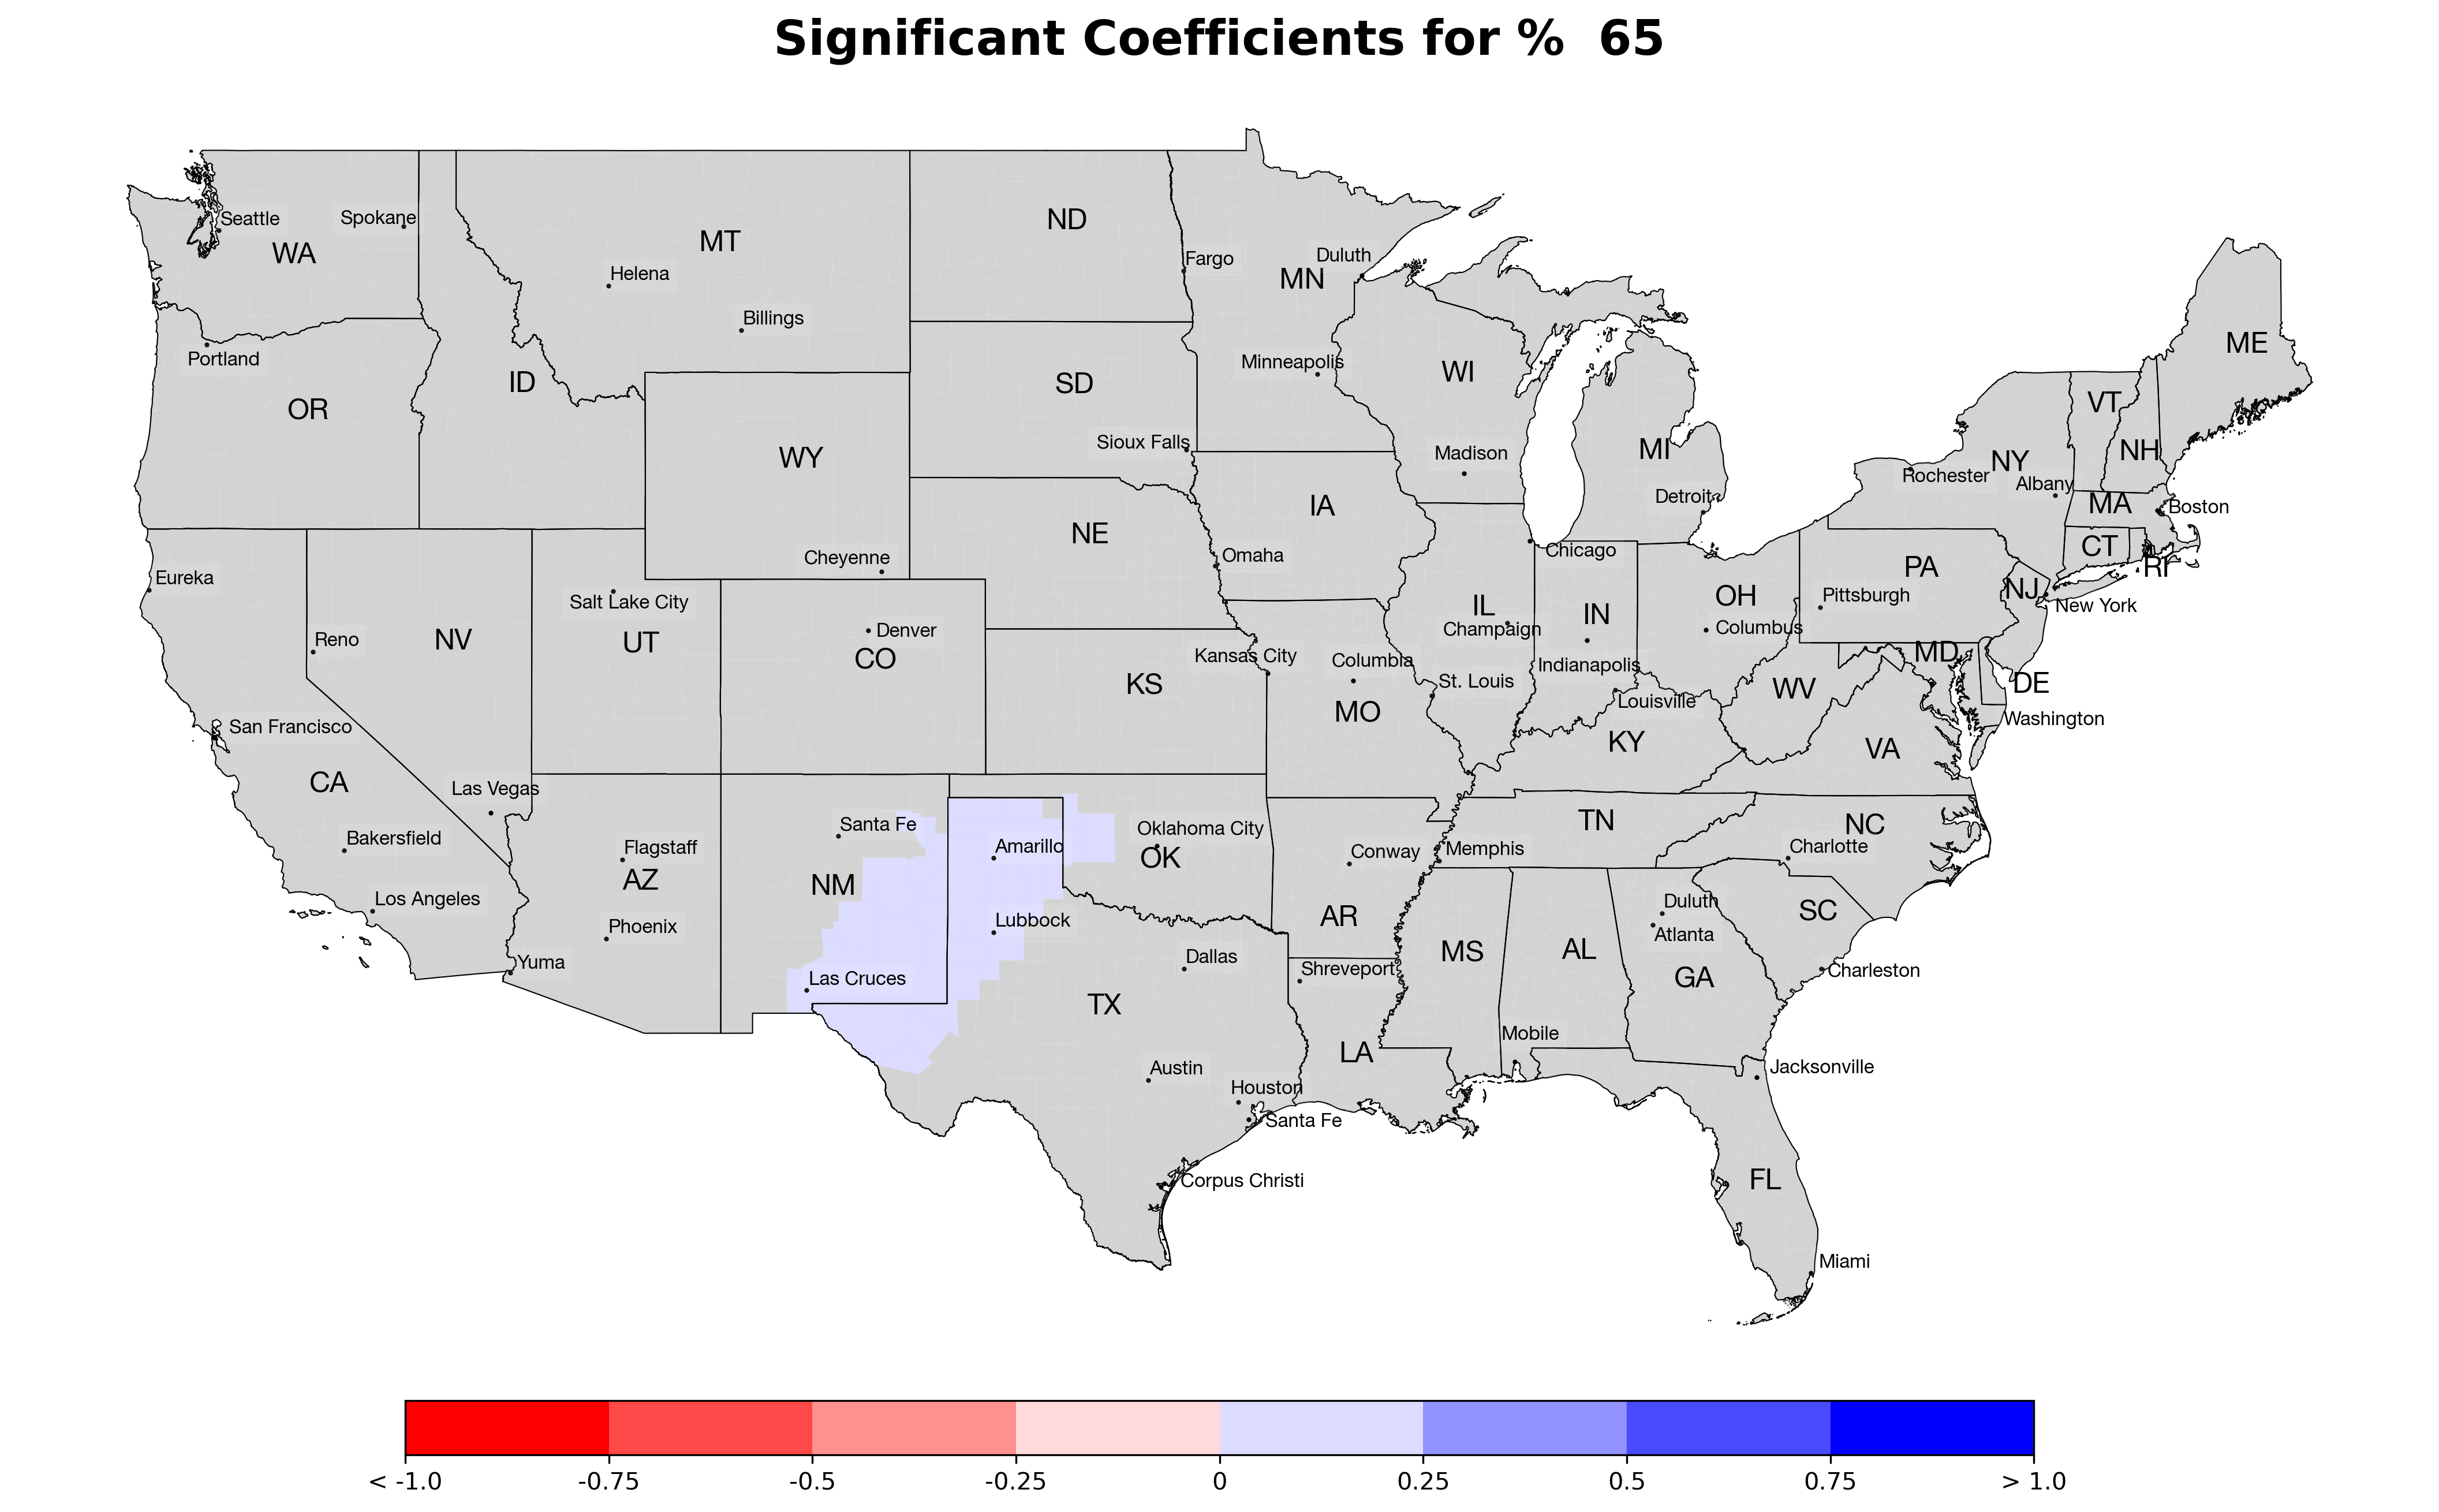 Significant Coefficients for %  65
Seattle
Spokane
WA
MT
ND
Helena
Fargo
Duluth
MN
Billings
Portland
ID
OR
SD
Minneapolis
WI
ME
VT
WY
Sioux Falls
Madison
MI
NH
NY
Rochester
Albany
Detroit
IA
MA
Boston
NE
CT
RI
Cheyenne
Omaha
Chicago
Eureka
PA
NJ
New York
Salt Lake City
IL
IN
OH
Pittsburgh
Champaign
Columbus
Reno
NV
UT
Denver
CO
Kansas City
Columbia
Indianapolis
MD
DE
KS
St. Louis
Louisville
WV
Washington
San Francisco
MO
KY
VA
CA
Las Vegas
Santa Fe
TN
NC
Bakersfield
Flagstaff
Amarillo
Oklahoma City
OK
Conway
Memphis
Charlotte
AZ
NM
Los Angeles
Phoenix
Lubbock
AR
Duluth
SC
Atlanta
MS
AL
Yuma
Las Cruces
Dallas
Shreveport
GA
Charleston
TX
LA
Mobile
Austin
Houston
Jacksonville
Santa Fe
Corpus Christi
FL
Miami
< -1.0
-0.75
-0.5
-0.25
0
0.25
0.5
0.75
> 1.0